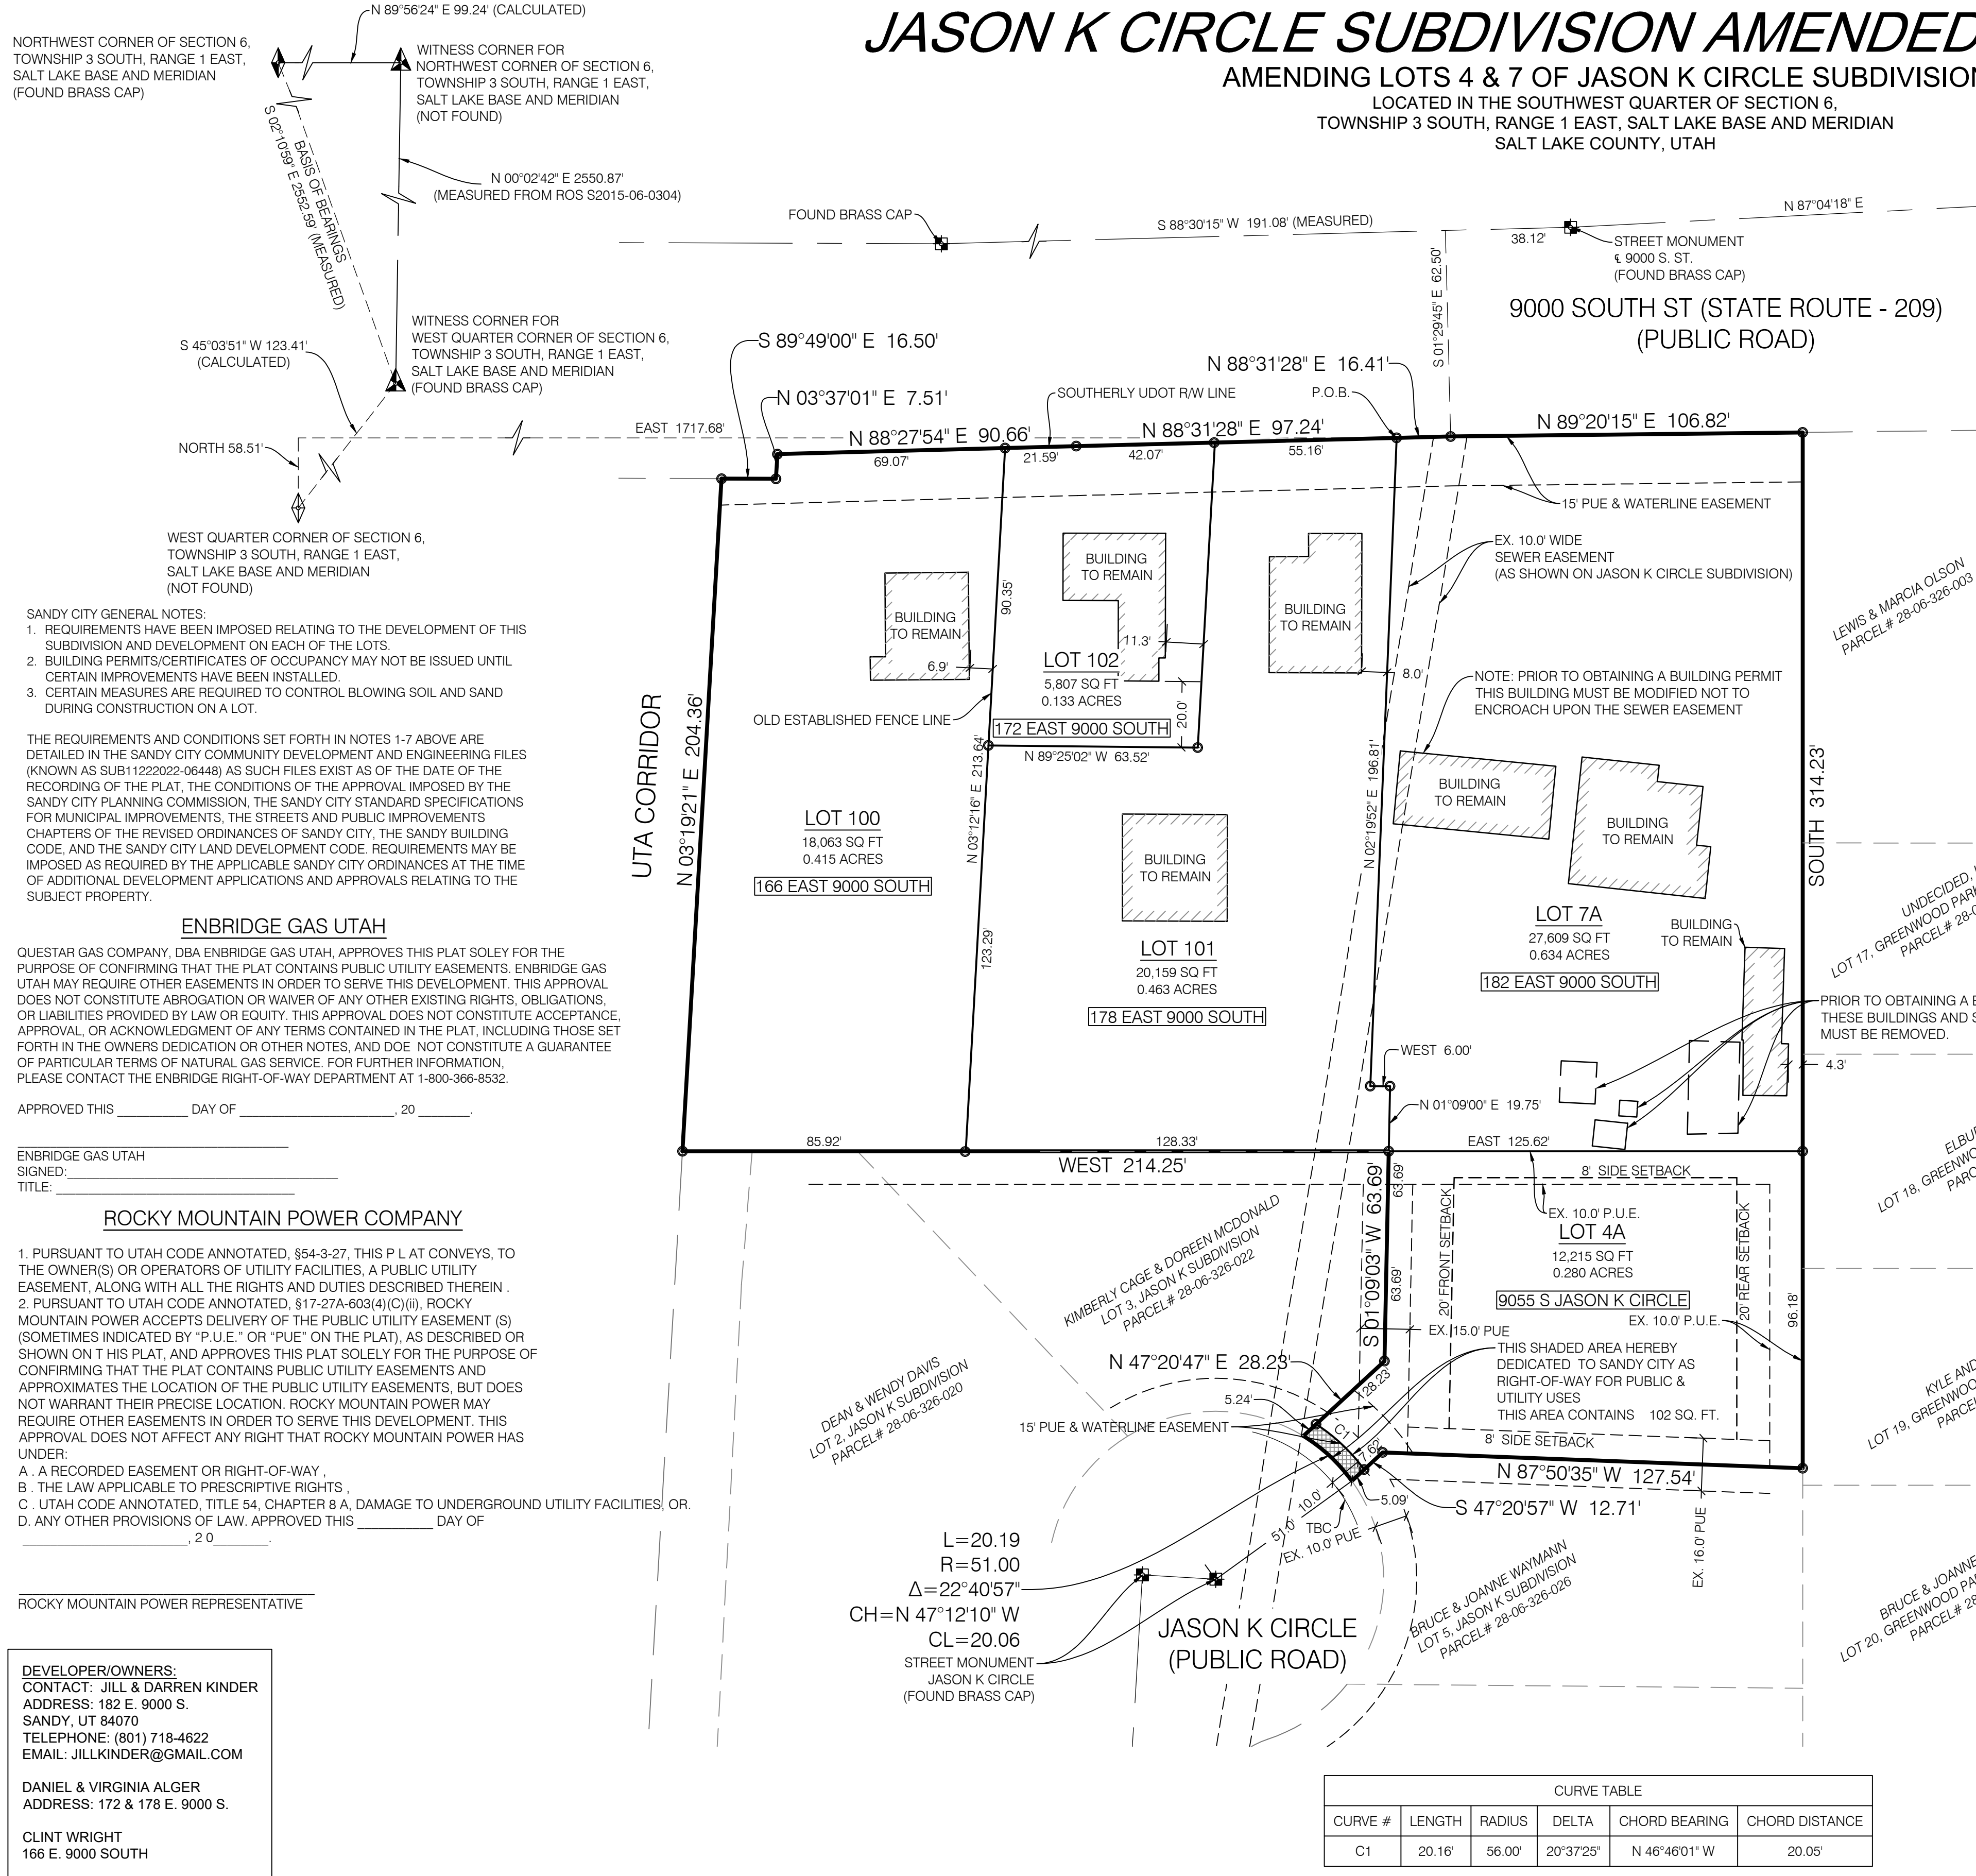 JASON K CIRCLE SUBDIVISION AMENDED
AMENDING LOTS 4 & 7 OF JASON K CIRCLE SUBDIVISION
LOCATED IN THE SOUTHWEST QUARTER OF SECTION 6,
TOWNSHIP 3 SOUTH, RANGE 1 EAST, SALT LAKE BASE AND MERIDIAN
SALT LAKE COUNTY, UTAH
N 89°56'24" E 99.24' (CALCULATED)
NORTHWEST CORNER OF SECTION 6,
TOWNSHIP 3 SOUTH, RANGE 1 EAST,
SALT LAKE BASE AND MERIDIAN
(FOUND BRASS CAP)
WITNESS CORNER FOR
NORTHWEST CORNER OF SECTION 6,
TOWNSHIP 3 SOUTH, RANGE 1 EAST,
SALT LAKE BASE AND MERIDIAN
(NOT FOUND)
BASIS OF BEARINGS
S 02°10'59" E 2552.59' (MEASURED)
N 00°02'42" E 2550.87'
(MEASURED FROM ROS S2015-06-0304)
S 45°03'51" W 123.41'
(CALCULATED)
WITNESS CORNER FOR
WEST QUARTER CORNER OF SECTION 6,
TOWNSHIP 3 SOUTH, RANGE 1 EAST,
SALT LAKE BASE AND MERIDIAN
(FOUND BRASS CAP)
NORTH 58.51'
EAST 1717.68'
WEST QUARTER CORNER OF SECTION 6,
TOWNSHIP 3 SOUTH, RANGE 1 EAST,
SALT LAKE BASE AND MERIDIAN
(NOT FOUND)
FOUND BRASS CAP
S 88°30'15" W 191.08' (MEASURED)
38.12'
N 87°04'18" E
STREET MONUMENT
℄ 9000 S. ST.
(FOUND BRASS CAP)
S 01°29'45" E 62.50'
9000 SOUTH ST (STATE ROUTE - 209)
(PUBLIC ROAD)
S 89°49'00" E 16.50'
N 03°37'01" E 7.51'
N 88°27'54" E 90.66'
69.07'
21.59'
SOUTHERLY UDOT R/W LINE
N 88°31'28" E 97.24'
42.07'
55.16'
P.O.B.
N 88°31'28" E 16.41'
N 89°20'15" E 106.82'
15' PUE & WATERLINE EASEMENT
EX. 10.0' WIDE
SEWER EASEMENT
(AS SHOWN ON JASON K CIRCLE SUBDIVISION)
SANDY CITY GENERAL NOTES:
1. REQUIREMENTS HAVE BEEN IMPOSED RELATING TO THE DEVELOPMENT OF THIS
SUBDIVISION AND DEVELOPMENT ON EACH OF THE LOTS.
2. BUILDING PERMITS/CERTIFICATES OF OCCUPANCY MAY NOT BE ISSUED UNTIL
CERTAIN IMPROVEMENTS HAVE BEEN INSTALLED.
3. CERTAIN MEASURES ARE REQUIRED TO CONTROL BLOWING SOIL AND SAND
DURING CONSTRUCTION ON A LOT.
THE REQUIREMENTS AND CONDITIONS SET FORTH IN NOTES 1-7 ABOVE ARE
DETAILED IN THE SANDY CITY COMMUNITY DEVELOPMENT AND ENGINEERING FILES
(KNOWN AS SUB11222022-06448) AS SUCH FILES EXIST AS OF THE DATE OF THE
RECORDING OF THE PLAT, THE CONDITIONS OF THE APPROVAL IMPOSED BY THE
SANDY CITY PLANNING COMMISSION, THE SANDY CITY STANDARD SPECIFICATIONS
FOR MUNICIPAL IMPROVEMENTS, THE STREETS AND PUBLIC IMPROVEMENTS
CHAPTERS OF THE REVISED ORDINANCES OF SANDY CITY, THE SANDY BUILDING
CODE, AND THE SANDY CITY LAND DEVELOPMENT CODE. REQUIREMENTS MAY BE
IMPOSED AS REQUIRED BY THE APPLICABLE SANDY CITY ORDINANCES AT THE TIME
OF ADDITIONAL DEVELOPMENT APPLICATIONS AND APPROVALS RELATING TO THE
SUBJECT PROPERTY.
ENBRIDGE GAS UTAH
QUESTAR GAS COMPANY, DBA ENBRIDGE GAS UTAH, APPROVES THIS PLAT SOLEY FOR THE
PURPOSE OF CONFIRMING THAT THE PLAT CONTAINS PUBLIC UTILITY EASEMENTS. ENBRIDGE GAS
UTAH MAY REQUIRE OTHER EASEMENTS IN ORDER TO SERVE THIS DEVELOPMENT. THIS APPROVAL
DOES NOT CONSTITUTE ABROGATION OR WAIVER OF ANY OTHER EXISTING RIGHTS, OBLIGATIONS,
OR LIABILITIES PROVIDED BY LAW OR EQUITY. THIS APPROVAL DOES NOT CONSTITUTE ACCEPTANCE,
APPROVAL, OR ACKNOWLEDGMENT OF ANY TERMS CONTAINED IN THE PLAT, INCLUDING THOSE SET
FORTH IN THE OWNERS DEDICATION OR OTHER NOTES, AND DOE NOT CONSTITUTE A GUARANTEE
OF PARTICULAR TERMS OF NATURAL GAS SERVICE. FOR FURTHER INFORMATION,
PLEASE CONTACT THE ENBRIDGE RIGHT-OF-WAY DEPARTMENT AT 1-800-366-8532.
APPROVED THIS __________ DAY OF ______________________, 20 _______.
ENBRIDGE GAS UTAH
SIGNED:
TITLE:
ROCKY MOUNTAIN POWER COMPANY
1. PURSUANT TO UTAH CODE ANNOTATED, §54-3-27, THIS P L AT CONVEYS, TO
THE OWNER(S) OR OPERATORS OF UTILITY FACILITIES, A PUBLIC UTILITY
EASEMENT, ALONG WITH ALL THE RIGHTS AND DUTIES DESCRIBED THEREIN .
2. PURSUANT TO UTAH CODE ANNOTATED, §17-27A-603(4)(C)(ii), ROCKY
MOUNTAIN POWER ACCEPTS DELIVERY OF THE PUBLIC UTILITY EASEMENT (S)
(SOMETIMES INDICATED BY “P.U.E.” OR “PUE” ON THE PLAT), AS DESCRIBED OR
SHOWN ON T HIS PLAT, AND APPROVES THIS PLAT SOLELY FOR THE PURPOSE OF
CONFIRMING THAT THE PLAT CONTAINS PUBLIC UTILITY EASEMENTS AND
APPROXIMATES THE LOCATION OF THE PUBLIC UTILITY EASEMENTS, BUT DOES
NOT WARRANT THEIR PRECISE LOCATION. ROCKY MOUNTAIN POWER MAY
REQUIRE OTHER EASEMENTS IN ORDER TO SERVE THIS DEVELOPMENT. THIS
APPROVAL DOES NOT AFFECT ANY RIGHT THAT ROCKY MOUNTAIN POWER HAS
UNDER:
A . A RECORDED EASEMENT OR RIGHT-OF-WAY ,
B . THE LAW APPLICABLE TO PRESCRIPTIVE RIGHTS ,
C . UTAH CODE ANNOTATED, TITLE 54, CHAPTER 8 A, DAMAGE TO UNDERGROUND UTILITY FACILITIES, OR.
D. ANY OTHER PROVISIONS OF LAW. APPROVED THIS __________ DAY OF
______________________, 2 0_______.
ROCKY MOUNTAIN POWER REPRESENTATIVE
DEVELOPER/OWNERS:
CONTACT: JILL & DARREN KINDER
ADDRESS: 182 E. 9000 S.
SANDY, UT 84070
TELEPHONE: (801) 718-4622
EMAIL: JILLKINDER@GMAIL.COM
DANIEL & VIRGINIA ALGER
ADDRESS: 172 & 178 E. 9000 S.
CLINT WRIGHT
166 E. 9000 SOUTH
UTA CORRIDOR
N 03°19'21" E 204.36'
BUILDING
TO REMAIN
6.9'
OLD ESTABLISHED FENCE LINE
LOT 100
18,063 SQ FT
0.415 ACRES
166 EAST 9000 SOUTH
90.35'
N 03°12'16" E 213.64'
123.29'
BUILDING
TO REMAIN
11.3'
LOT 102
5,807 SQ FT
0.133 ACRES
172 EAST 9000 SOUTH
20.0'
N 89°25'02" W 63.52'
BUILDING
TO REMAIN
8.0'
BUILDING
TO REMAIN
LOT 101
20,159 SQ FT
0.463 ACRES
178 EAST 9000 SOUTH
N 02°19'52" E 196.81'
NOTE: PRIOR TO OBTAINING A BUILDING PERMIT
THIS BUILDING MUST BE MODIFIED NOT TO
ENCROACH UPON THE SEWER EASEMENT
BUILDING
TO REMAIN
BUILDING
TO REMAIN
LOT 7A
27,609 SQ FT
0.634 ACRES
182 EAST 9000 SOUTH
BUILDING
TO REMAIN
SOUTH 314.23'
PRIOR TO OBTAINING A
THESE BUILDINGS AND
MUST BE REMOVED.
4.3'
WEST 6.00'
N 01°09'00" E 19.75'
85.92'
128.33'
WEST 214.25'
EAST 125.62'
LEWIS & MARCIA OLSON
PARCEL# 28-06-326-003
UNDECIDED,
LOT 17, GREENWOOD PARK
PARCEL# 28-0
LOT 18, GREENWO
PARC
KYLE AND
LOT 19, GREENWOO
PARCEL
BRUCE & JOANNE
LOT 20, GREENWOOD PA
PARCEL# 28
8' SIDE SETBACK
EX. 10.0' P.U.E.
LOT 4A
12,215 SQ FT
0.280 ACRES
9055 S JASON K CIRCLE
EX. 10.0' P.U.E.
20' FRONT SETBACK
20' REAR SETBACK
96.18'
63.69'
S 01°09'03" W 63.69'
63.69'
EX. 15.0' PUE
THIS SHADED AREA HEREBY
DEDICATED TO SANDY CITY AS
RIGHT-OF-WAY FOR PUBLIC &
UTILITY USES
THIS AREA CONTAINS 102 SQ. FT.
8' SIDE SETBACK
N 87°50'35" W 127.54'
EX. 16.0' PUE
KIMBERLY CAGE & DOREEN MCDONALD
LOT 3, JASON K SUBDIVISION
PARCEL# 28-06-326-022
DEAN & WENDY DAVIS
LOT 2, JASON K SUBDIVISION
PARCEL# 28-06-326-020
N 47°20'47" E 28.23'
28.23'
5.24'
15' PUE & WATERLINE EASEMENT
C1
7.62'
5.09'
S 47°20'57" W 12.71'
10.0'
51.0'
TBC
EX. 10.0' PUE
L=20.19
R=51.00
Δ=22°40'57"
CH=N 47°12'10" W
CL=20.06
STREET MONUMENT
JASON K CIRCLE
(FOUND BRASS CAP)
JASON K CIRCLE
(PUBLIC ROAD)
BRUCE & JOANNE WAYMANN
LOT 5, JASON K SUBDIVISION
PARCEL# 28-06-326-026
CURVE TABLE
CURVE # LENGTH RADIUS DELTA CHORD BEARING CHORD DISTANCE
C1 20.16' 56.00' 20°37'25" N 46°46'01" W 20.05'